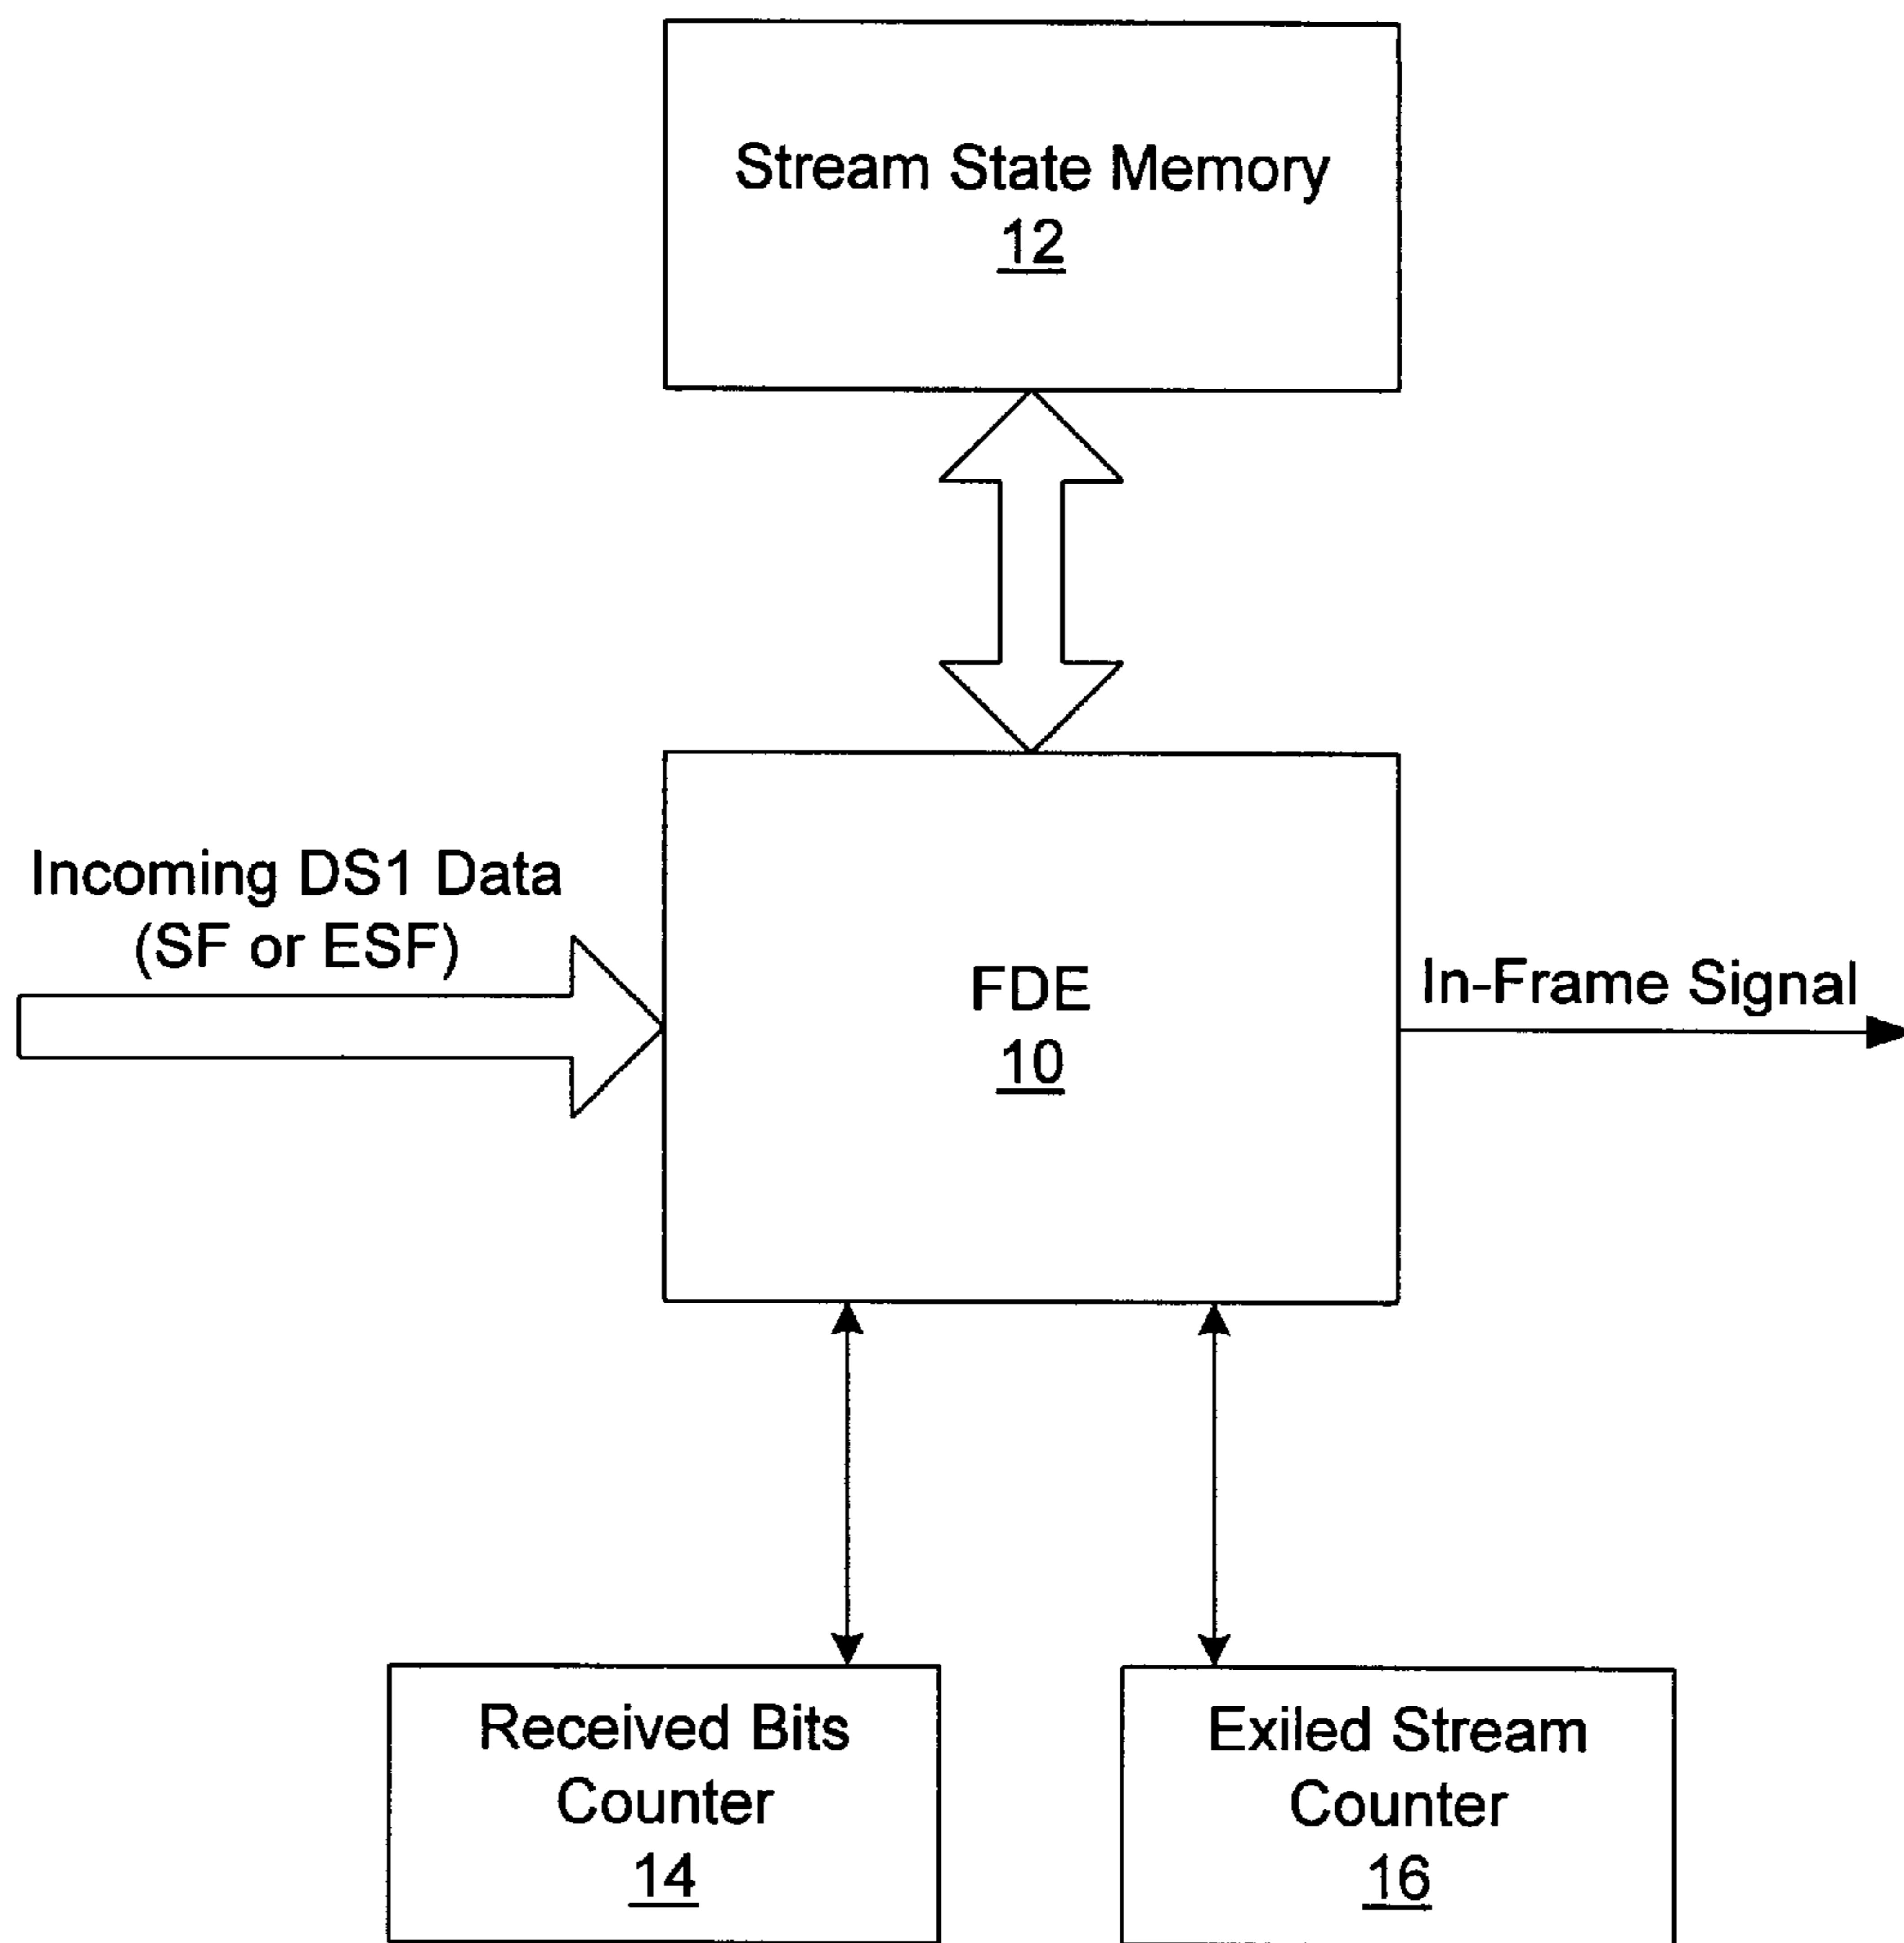 Stream State Memory
12
Incoming DS1 Data
(SF or ESF)
FDE
10
In-Frame Signal
Received Bits
Counter
14
Exiled Stream
Counter
16